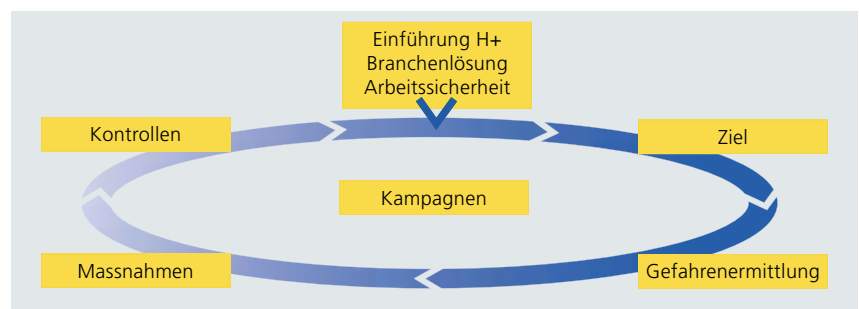 Einführung H+
Branchenlösung
Arbeitssicherheit
Kontrollen
Ziel
Kampagnen
Massnahmen
Gefahrenermittlung